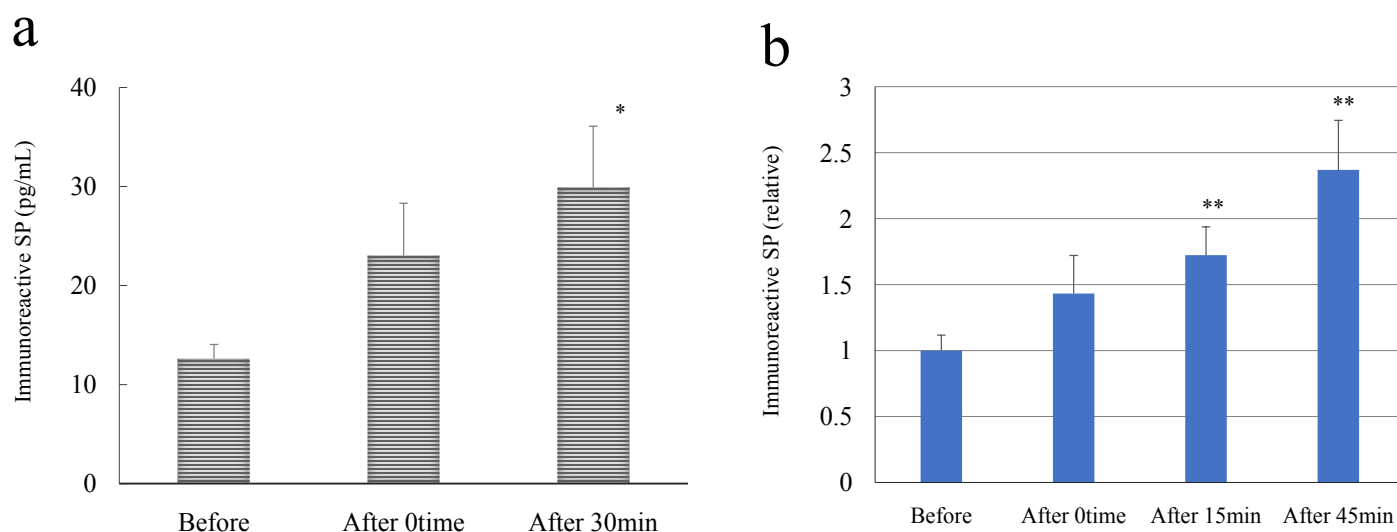 a
Immunoreactive SP (pg/mL)
40
30
20
10
0
*
Before
After 0time
After 30min
b
Immunoreactive SP (relative)
3
2.5
2
1.5
1
0.5
0
**
**
Before
After 0time
After 15min
After 45min